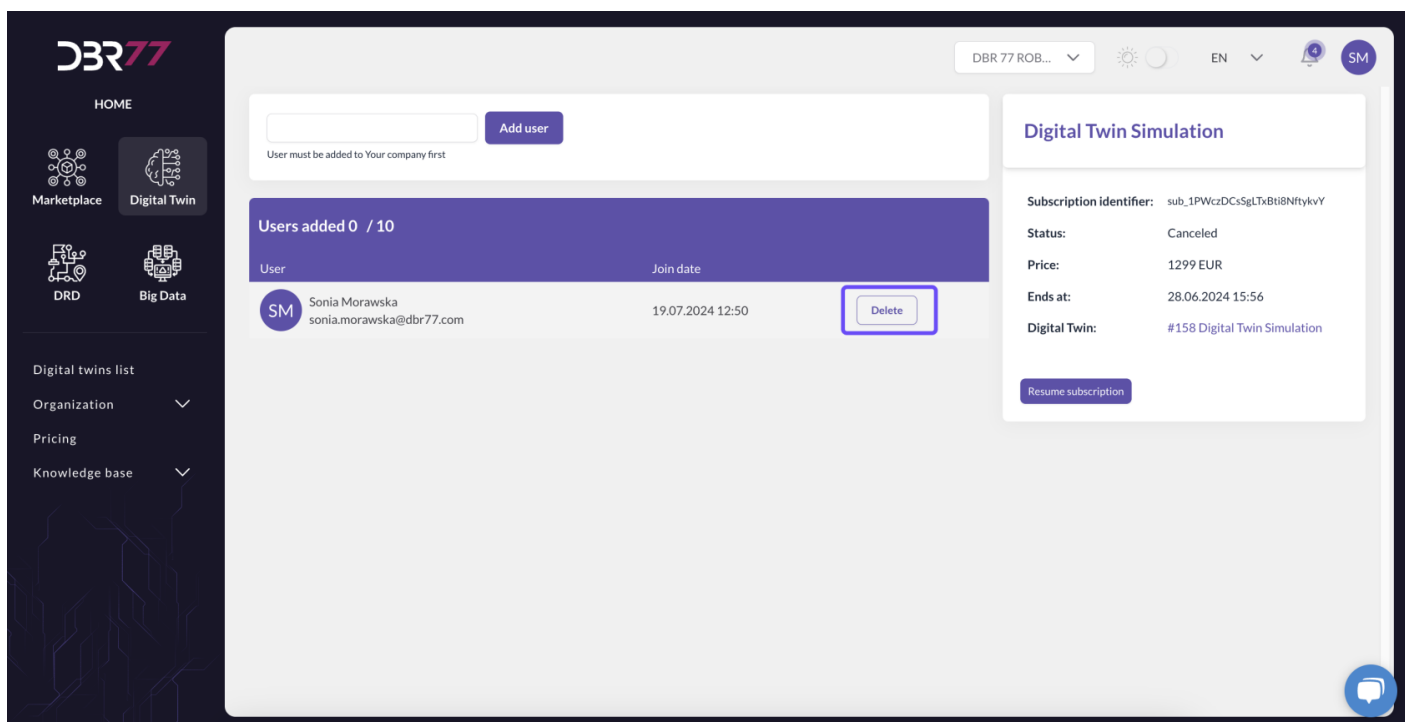 DBR77
HOME
Marketplace
Digital Twin
DRD
Big Data
Digital twins list
Organization
Pricing
Knowledge base
DBR 77 ROB...
EN
4
SM
Add user
User must be added to Your company first
Users added 0 / 10
User Join date
SM
Sonia Morawska
sonia.morawska@dbr77.com
19.07.2024 12:50
Delete
Digital Twin Simulation
Subscription identifier: sub_1PWczDCsSgLTxBti8NftykvY
Status: Canceled
Price: 1299 EUR
Ends at: 28.06.2024 15:56
Digital Twin: #158 Digital Twin Simulation
Resume subscription